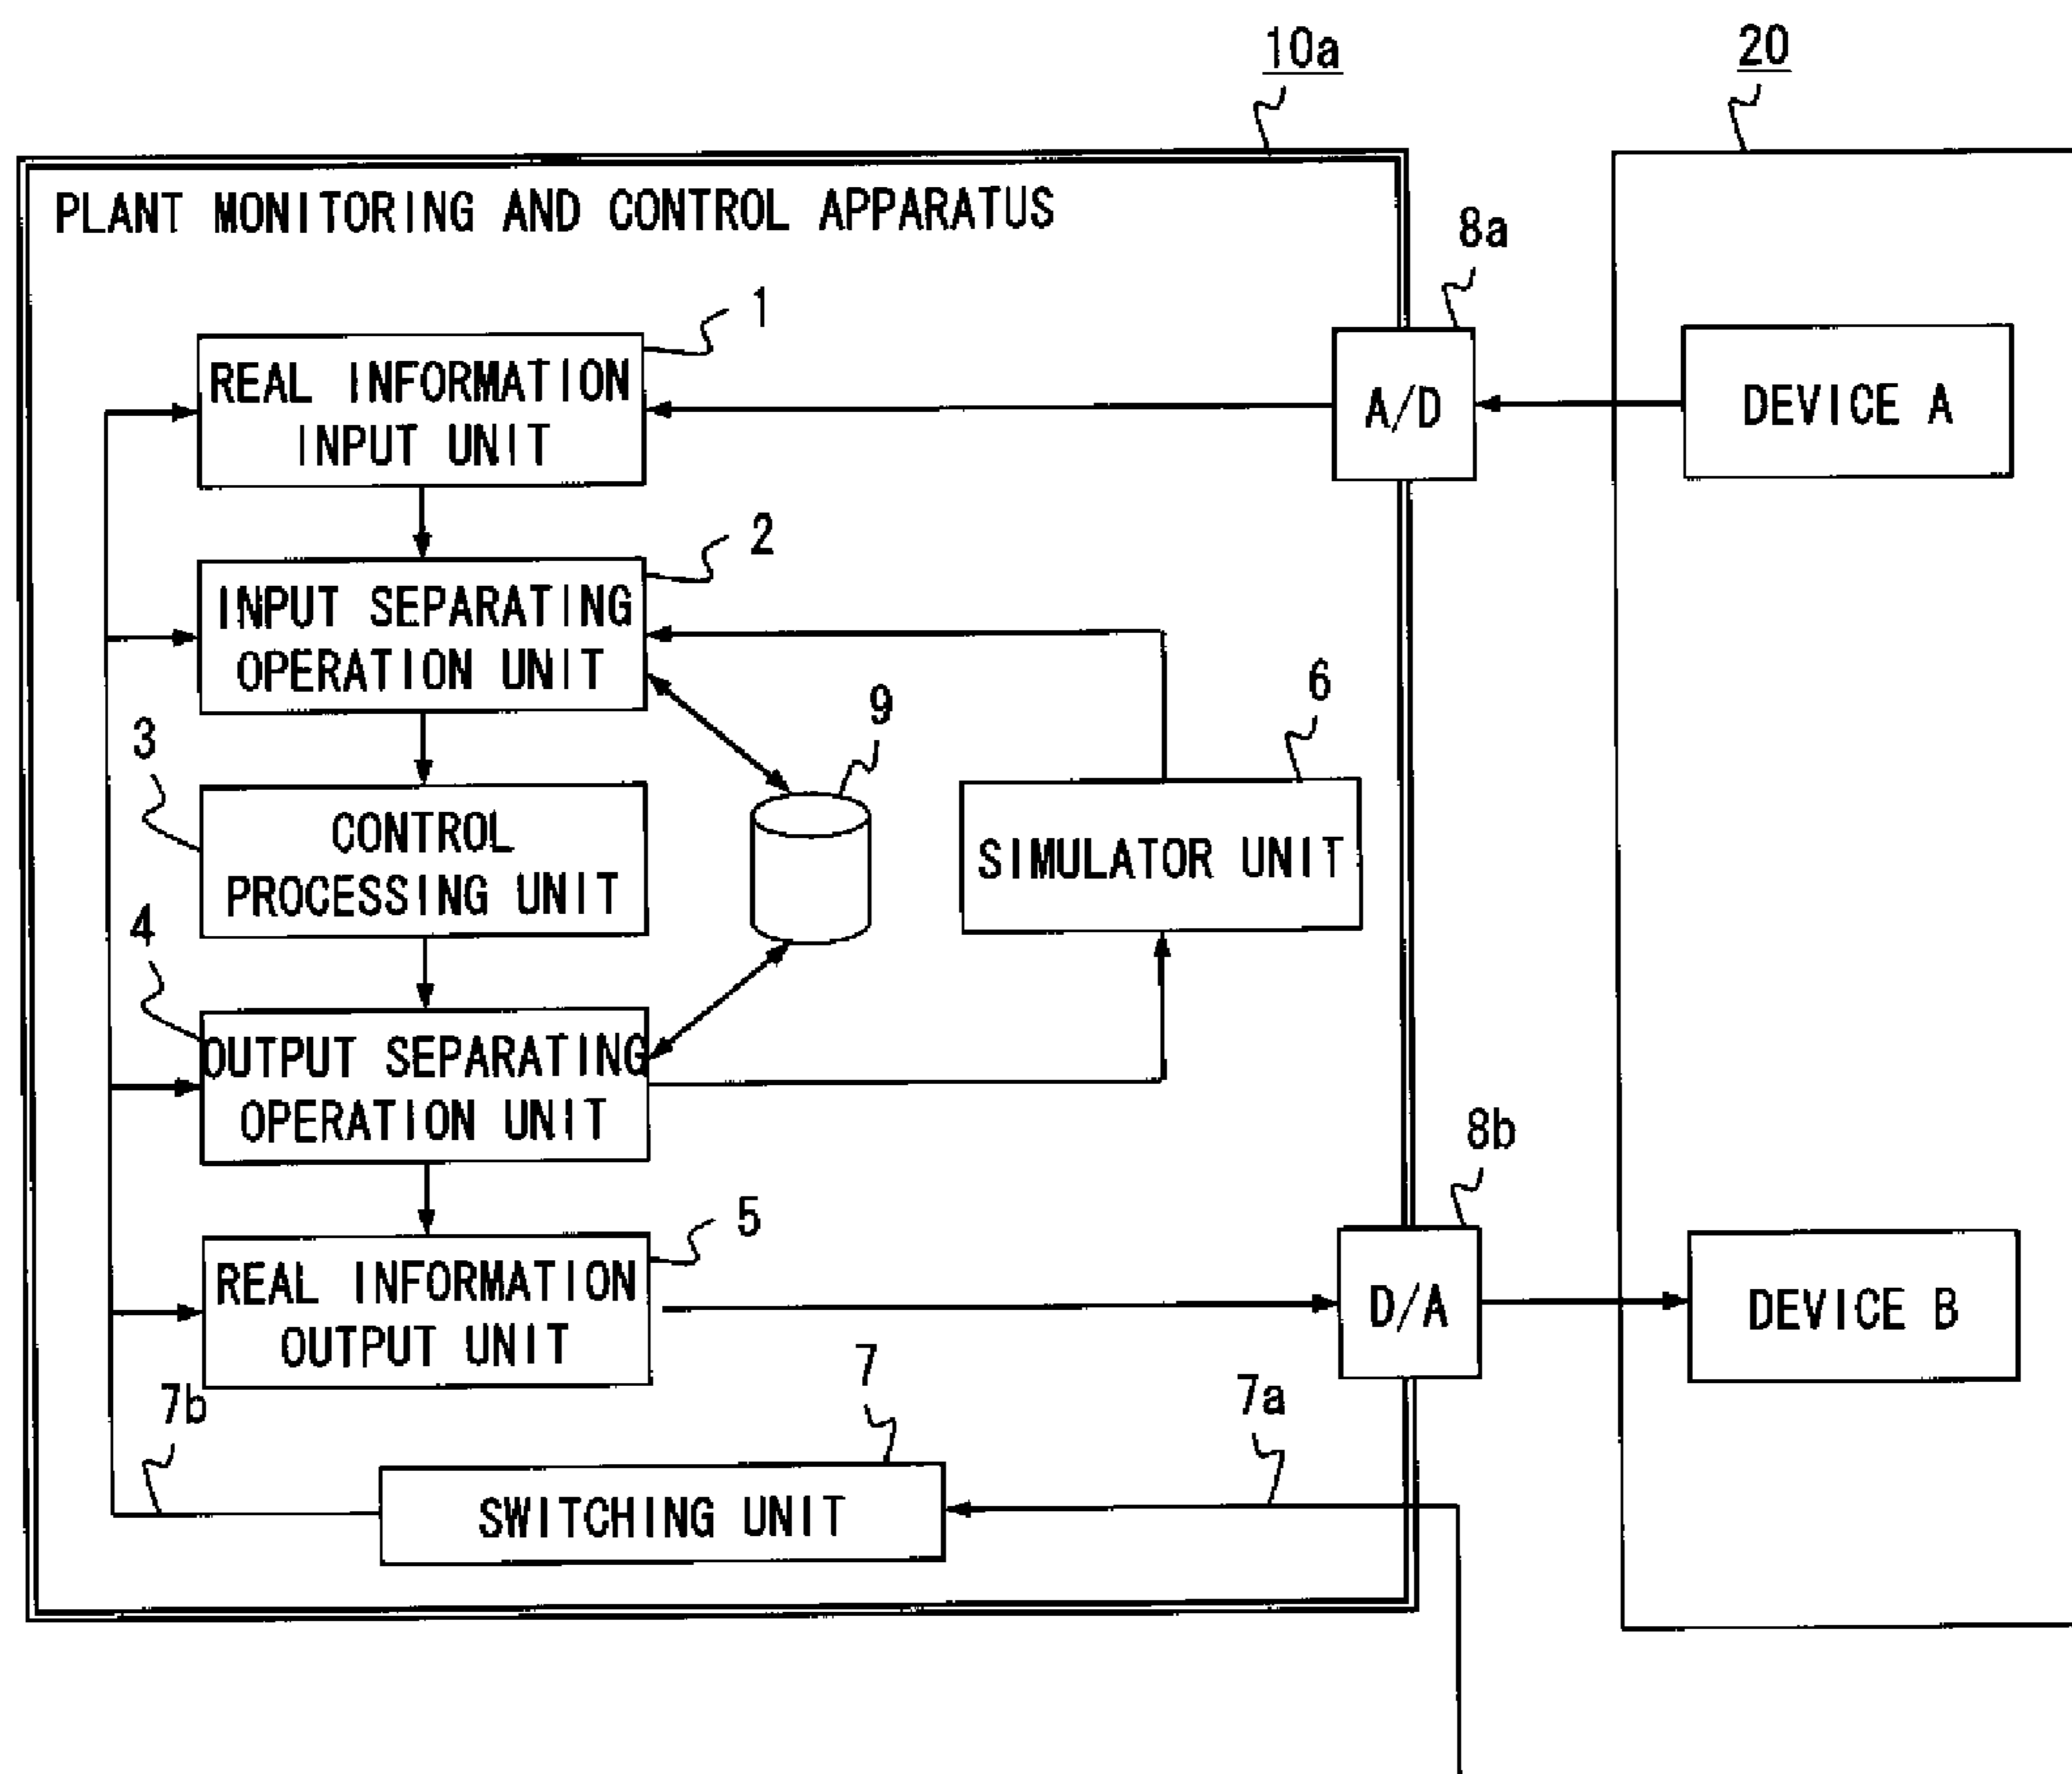 10a
20
PLANT MONITORING AND CONTROL APPARATUS
8a
1
REAL INFORMATION
INPUT UNIT
A/D
DEVICE A
2
INPUT SEPARATING
OPERATION UNIT
6
9
3
CONTROL
PROCESSING UNIT
SIMULATOR UNIT
4
OUTPUT SEPARATING
OPERATION UNIT
8b
5
REAL INFORMATION
OUTPUT UNIT
D/A
DEVICE B
7
7a
7b
SWITCHING UNIT